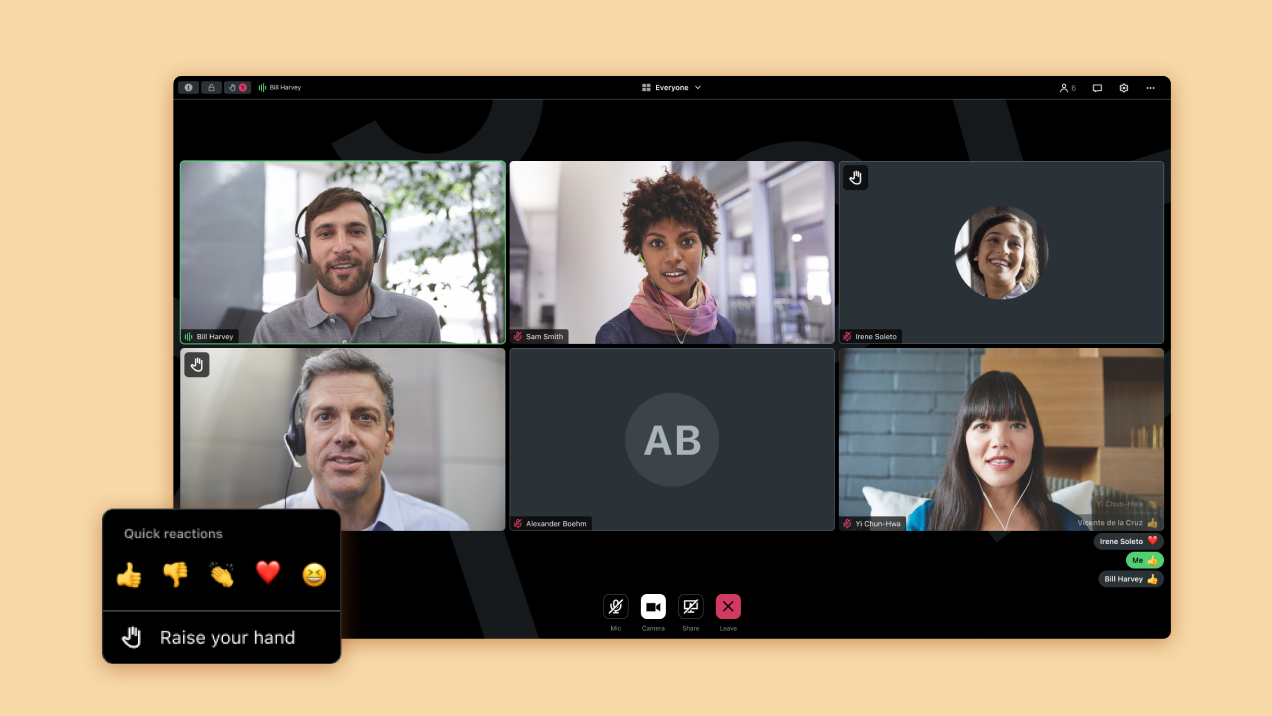 Bill Harvey
Everyone
6
Bill Harvey
Sam Smith
Irene Soleto
AB
Alexander Boehm
Yi Chun-Hwa
Yi Chun-Hwa
Vicente de la Cruz
Irene Soleto
Me
Bill Harvey
Quick reactions
Raise your hand
Mic
Camera
Share
Leave